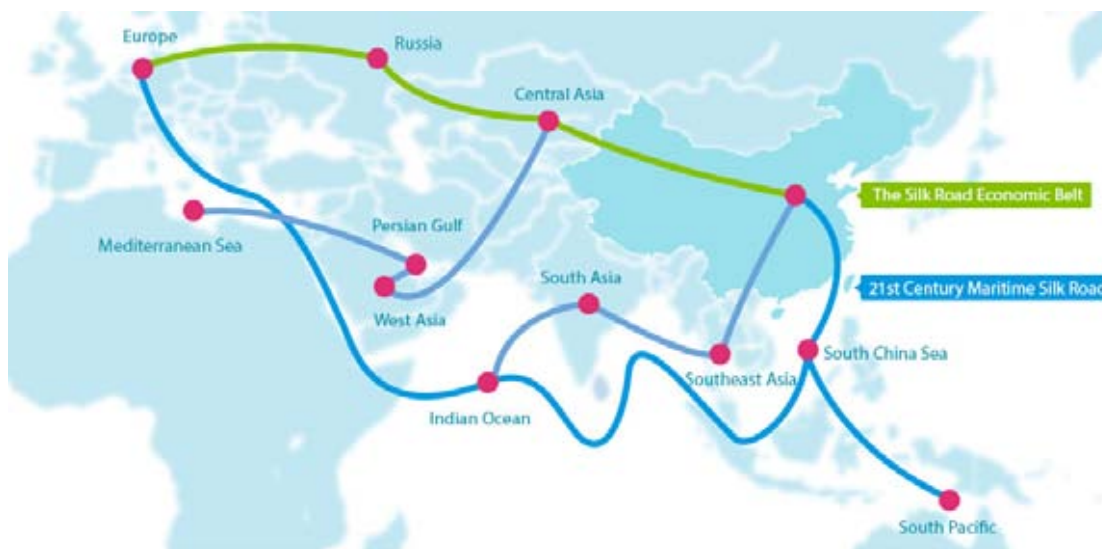 Europe
Russia
Central Asia
The Silk Road Economic Belt
Mediterranean Sea
Persian Gulf
South Asia
21st Century Maritime Silk Road
West Asia
South China Sea
Southeast Asia
Indian Ocean
South Pacific